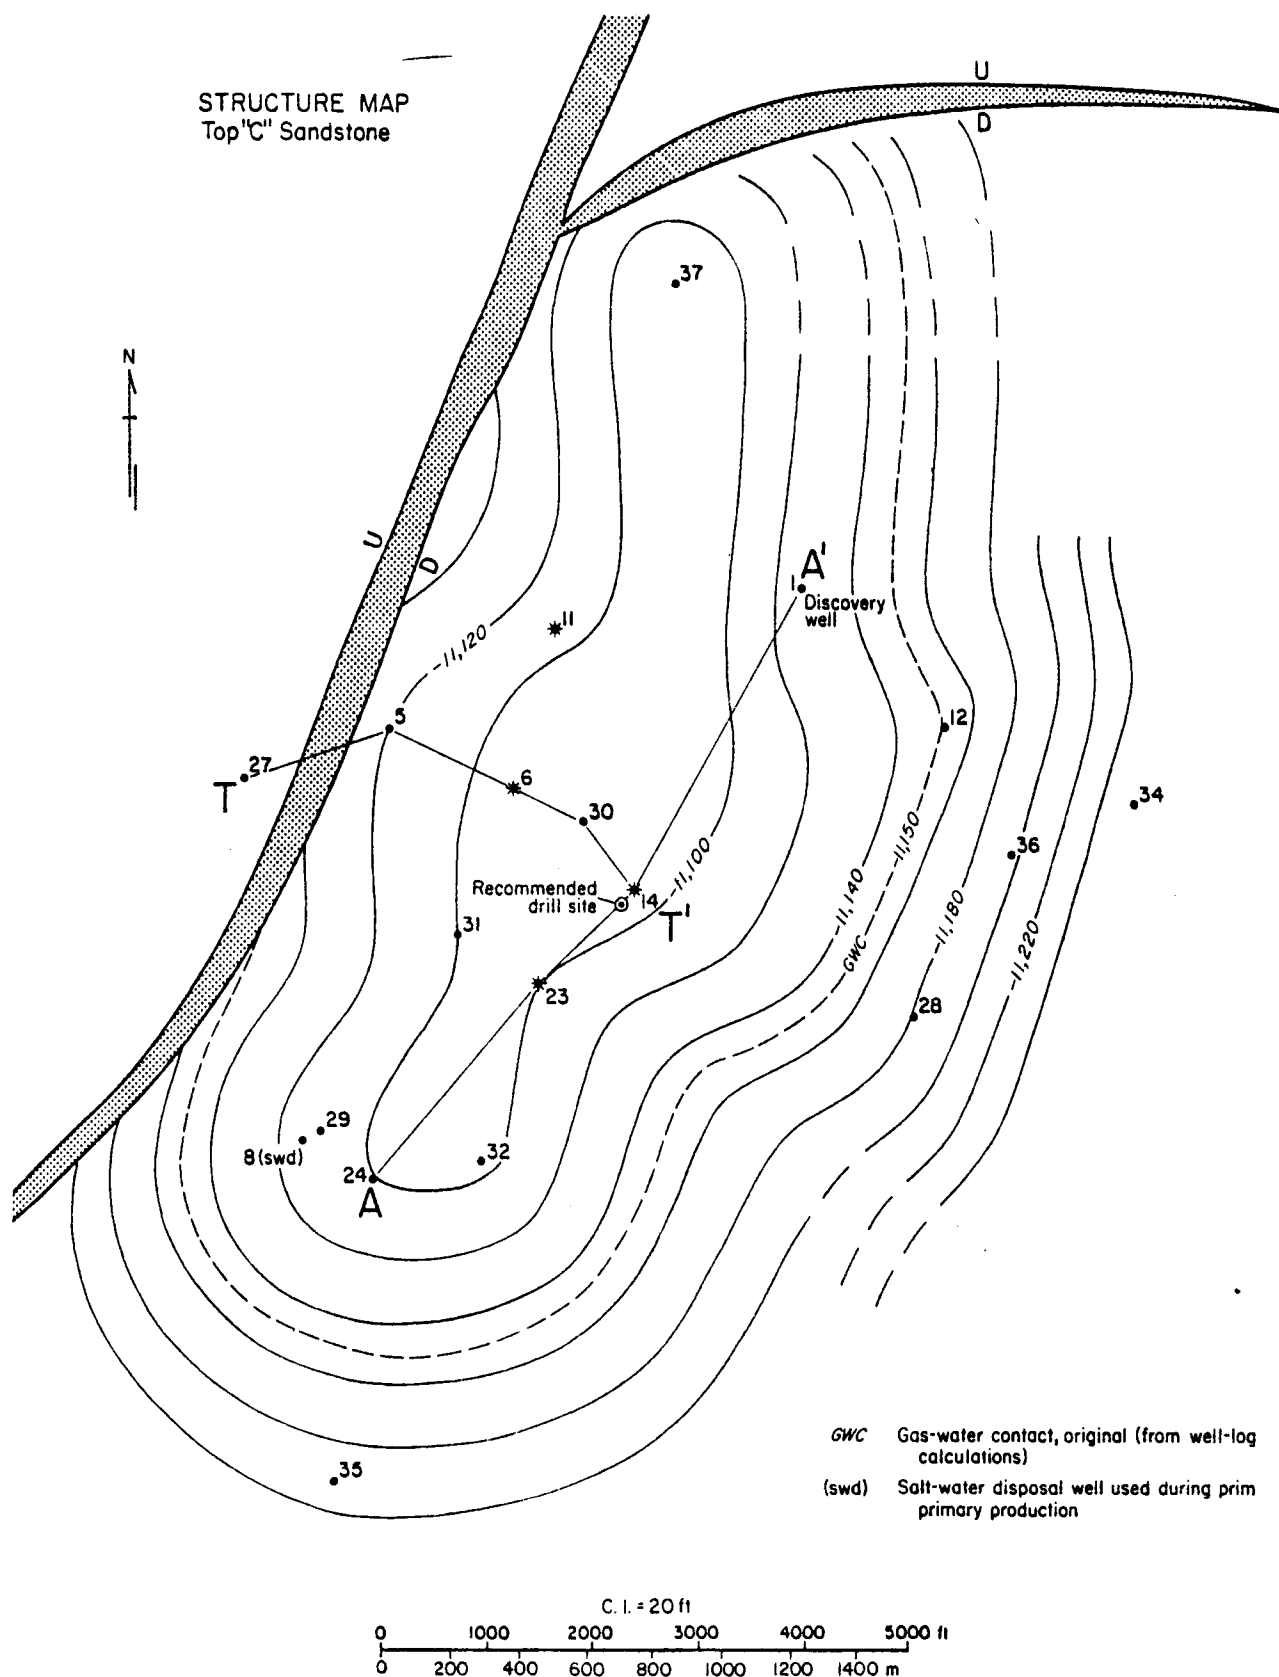 STRUCTURE MAP
Top "C" Sandstone
U
D
37
N
U
D
A'
1
Discovery
well
11
-11,120
5
12
27
T
6
30
34
-11,100
-11,150
36
Recommended
drill site
14
T'
-11,140
31
-11,180
GWC
-11,220
23
28
29
8 (swd)
32
24
A
35
GWC Gas-water contact, original (from well-log
calculations)
(swd) Salt-water disposal well used during prim
primary production
C. I. = 20 ft
0 1000 2000 3000 4000 5000 ft
0 200 400 600 800 1000 1200 1400 m